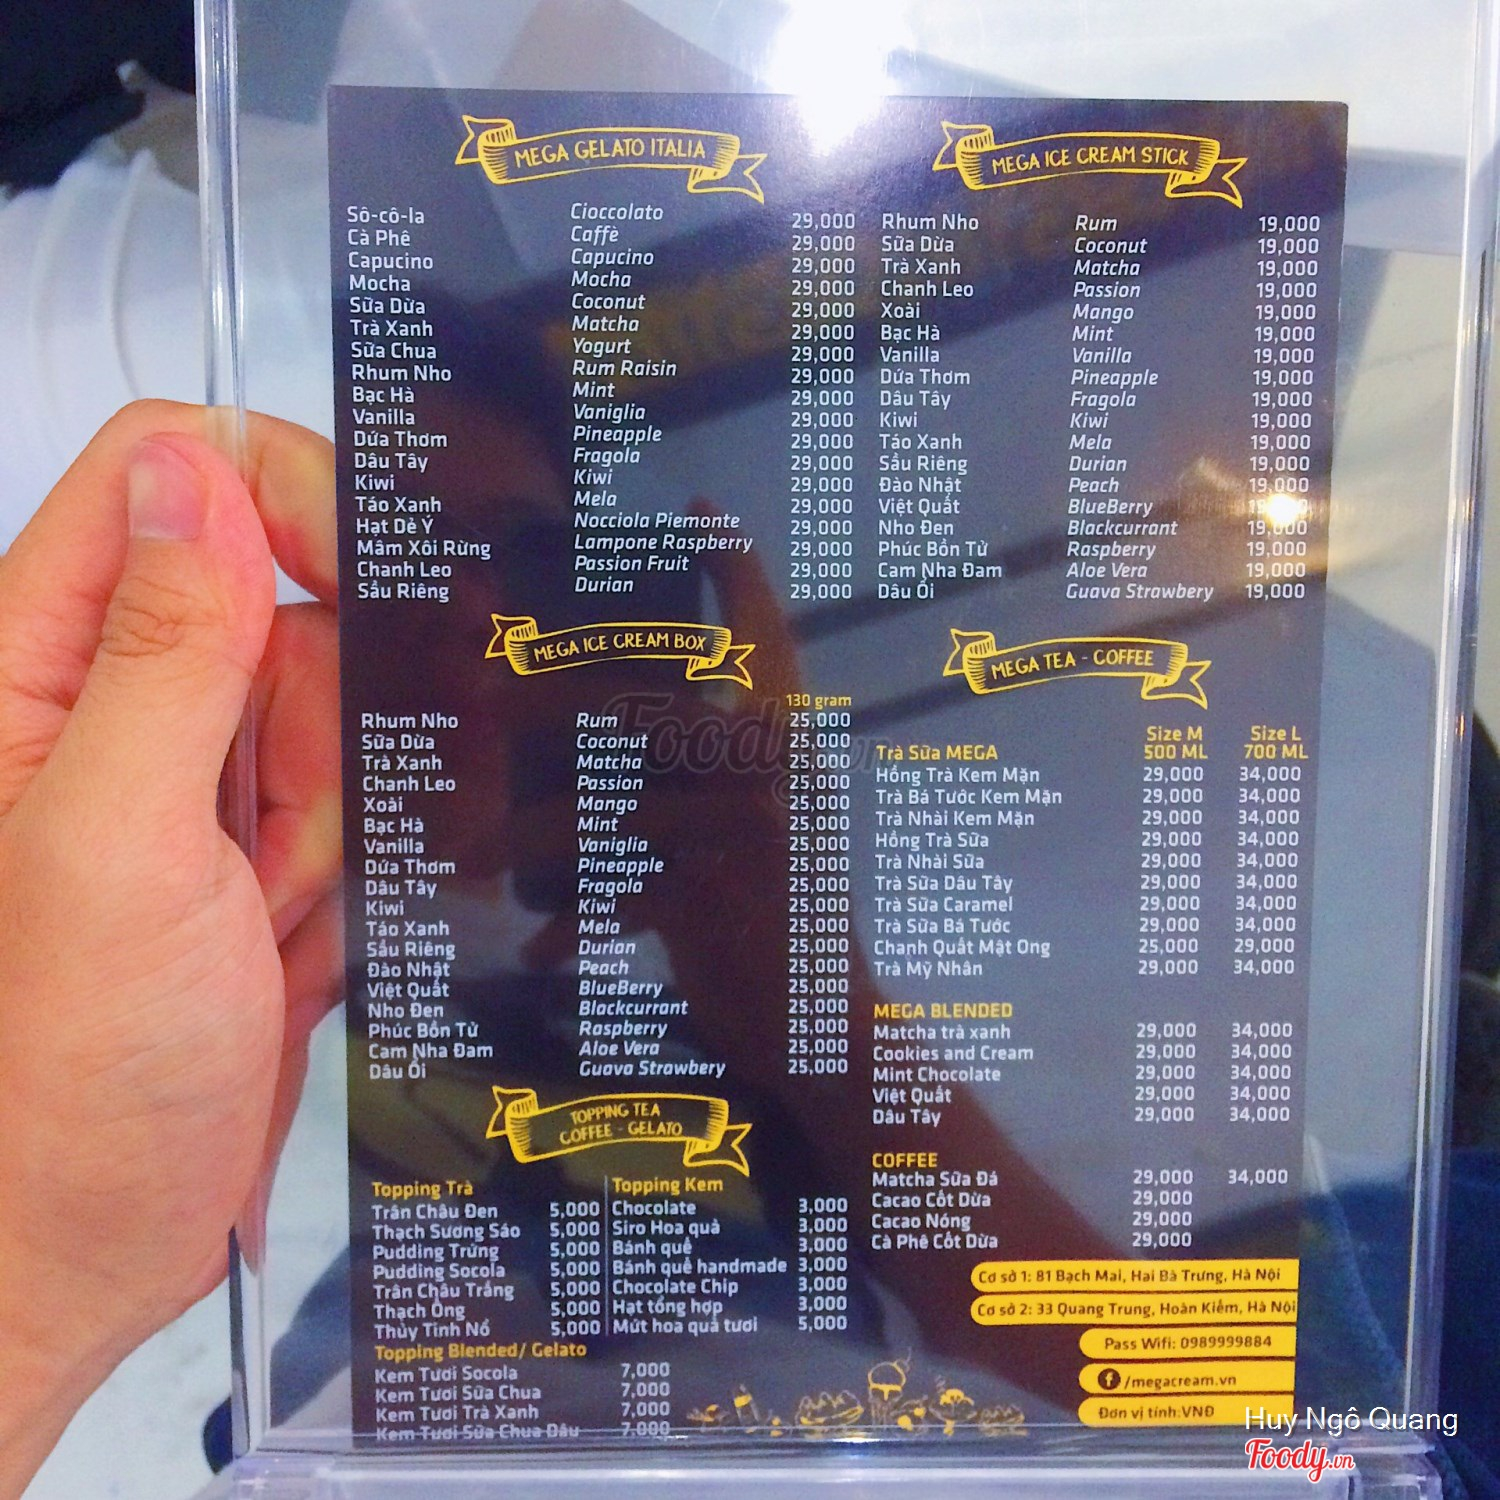 MEGA GELATO ITALIA
Sô-cô-la Cioccolato 29,000
Cà Phê Caffè 29,000
Capucino Capucino 29,000
Mocha Mocha 29,000
Sữa Dừa Coconut 29,000
Trà Xanh Matcha 29,000
Sữa Chua Yogurt 29,000
Rhum Nho Rum Raisin 29,000
Bạc Hà Mint 29,000
Vanilla Vaniglia 29,000
Dứa Thơm Pineapple 29,000
Dâu Tây Fragola 29,000
Kiwi Kiwi 29,000
Táo Xanh Mela 29,000
Hạt Dẻ Ý Nocciola Piemonte 29,000
Mâm Xôi Rừng Lampone Raspberry 29,000
Chanh Leo Passion Fruit 29,000
Sầu Riêng Durian 29,000
MEGA ICE CREAM STICK
Rhum Nho Rum 19,000
Sữa Dừa Coconut 19,000
Trà Xanh Matcha 19,000
Chanh Leo Passion 19,000
Xoài Mango 19,000
Bạc Hà Mint 19,000
Vanilla Vanilla 19,000
Dứa Thơm Pineapple 19,000
Dâu Tây Fragola 19,000
Kiwi Kiwi 19,000
Táo Xanh Mela 19,000
Sầu Riêng Durian 19,000
Đào Nhật Peach 19,000
Việt Quất BlueBerry 19,000
Nho Đen Blackcurrant 19,000
Phúc Bồn Tử Raspberry 19,000
Cam Nha Đam Aloe Vera 19,000
Dâu Ổi Guava Strawbery 19,000
MEGA ICE CREAM BOX
130 gram
Rhum Nho Rum 25,000
Sữa Dừa Coconut 25,000
Trà Xanh Matcha 25,000
Chanh Leo Passion 25,000
Xoài Mango 25,000
Bạc Hà Mint 25,000
Vanilla Vaniglia 25,000
Dứa Thơm Pineapple 25,000
Dâu Tây Fragola 25,000
Kiwi Kiwi 25,000
Táo Xanh Mela 25,000
Sầu Riêng Durian 25,000
Đào Nhật Peach 25,000
Việt Quất BlueBerry 25,000
Nho Đen Blackcurrant 25,000
Phúc Bồn Tử Raspberry 25,000
Cam Nha Đam Aloe Vera 25,000
Dâu Ổi Guava Strawbery 25,000
MEGA TEA - COFFEE
Size M Size L
Trà Sữa MEGA 500 ML 700 ML
Hồng Trà Kem Mặn 29,000 34,000
Trà Bá Tước Kem Mặn 29,000 34,000
Trà Nhài Kem Mặn 29,000 34,000
Hồng Trà Sữa 29,000 34,000
Trà Nhài Sữa 29,000 34,000
Trà Sữa Dâu Tây 29,000 34,000
Trà Sữa Caramel 29,000 34,000
Trà Sữa Bá Tước 29,000 34,000
Chanh Quất Mật Ong 25,000 29,000
Trà Mỹ Nhân 29,000 34,000
MEGA BLENDED
Matcha trà xanh 29,000 34,000
Cookies and Cream 29,000 34,000
Mint Chocolate 29,000 34,000
Việt Quất 29,000 34,000
Dâu Tây 29,000 34,000
COFFEE
Matcha Sữa Đá 29,000 34,000
Cacao Cốt Dừa 29,000
Cacao Nóng 29,000
Cà Phê Cốt Dừa 29,000
TOPPING TEA
COFFEE - GELATO
Topping Trà
Trân Châu Đen 5,000
Thạch Sương Sáo 5,000
Pudding Trứng 5,000
Pudding Socola 5,000
Trân Châu Trắng 5,000
Thạch Ống 5,000
Thủy Tinh Nổ 5,000
Topping Kem
Chocolate 3,000
Siro Hoa quả 3,000
Bánh quế 3,000
Bánh quế handmade 3,000
Chocolate Chip 3,000
Hạt tổng hợp 3,000
Mứt hoa quả tươi 5,000
Topping Blended/ Gelato
Kem Tươi Socola 7,000
Kem Tươi Sữa Chua 7,000
Kem Tươi Trà Xanh 7,000
Kem Tươi Sữa Chua Dâu 7,000
Cơ sở 1: 81 Bạch Mai, Hai Bà Trưng, Hà Nội
Cơ sở 2: 33 Quang Trung, Hoàn Kiếm, Hà Nội
Pass Wifi: 0989999884
/megacream.vn
Đơn vị tính:VNĐ
Foody.vn
Huy Ngô Quang
Foody.vn